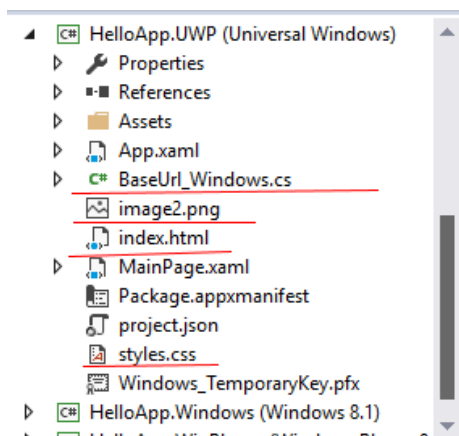 C# HelloApp.UWP (Universal Windows)
Properties
References
Assets
App.xaml
C# BaseUrl_Windows.cs
image2.png
index.html
MainPage.xaml
Package.appxmanifest
project.json
styles.css
Windows_TemporaryKey.pfx
C# HelloApp.Windows (Windows 8.1)